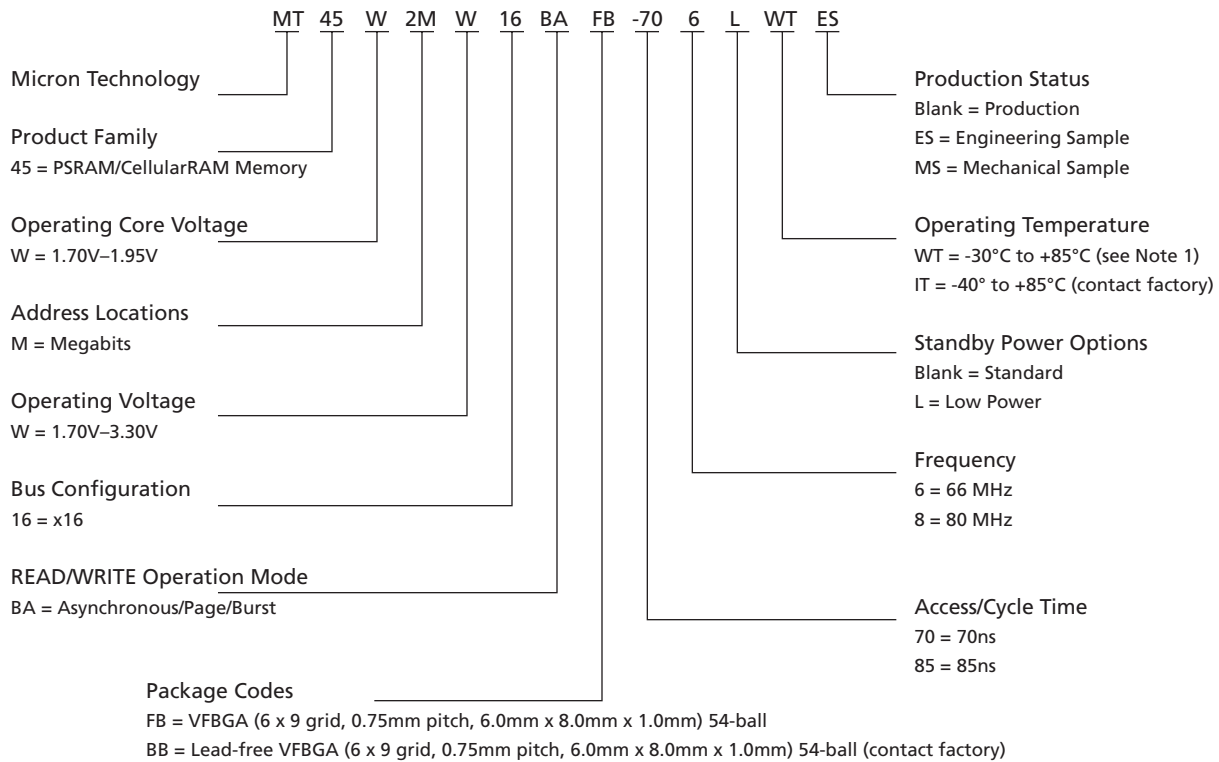 MT 45 W 2M W 16 BA FB -70 6 L WT ES
Micron Technology
Product Family
45 = PSRAM/CellularRAM Memory
Operating Core Voltage
W = 1.70V–1.95V
Address Locations
M = Megabits
Operating Voltage
W = 1.70V–3.30V
Bus Configuration
16 = x16
READ/WRITE Operation Mode
BA = Asynchronous/Page/Burst
Package Codes
FB = VFBGA (6 x 9 grid, 0.75mm pitch, 6.0mm x 8.0mm x 1.0mm) 54-ball
BB = Lead-free VFBGA (6 x 9 grid, 0.75mm pitch, 6.0mm x 8.0mm x 1.0mm) 54-ball (contact factory)
Production Status
Blank = Production
ES = Engineering Sample
MS = Mechanical Sample
Operating Temperature
WT = -30°C to +85°C (see Note 1)
IT = -40° to +85°C (contact factory)
Standby Power Options
Blank = Standard
L = Low Power
Frequency
6 = 66 MHz
8 = 80 MHz
Access/Cycle Time
70 = 70ns
85 = 85ns